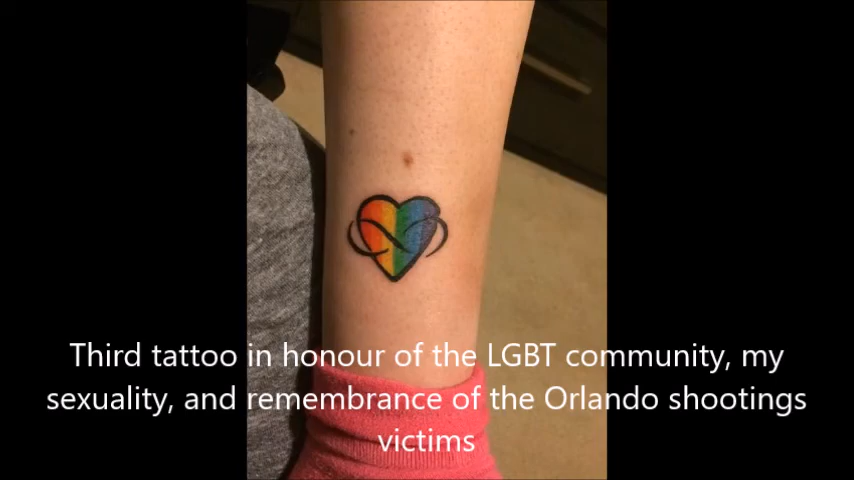 Third tattoo in honour of the LGBT community, my
sexuality, and remembrance of the Orlando shootings
victims